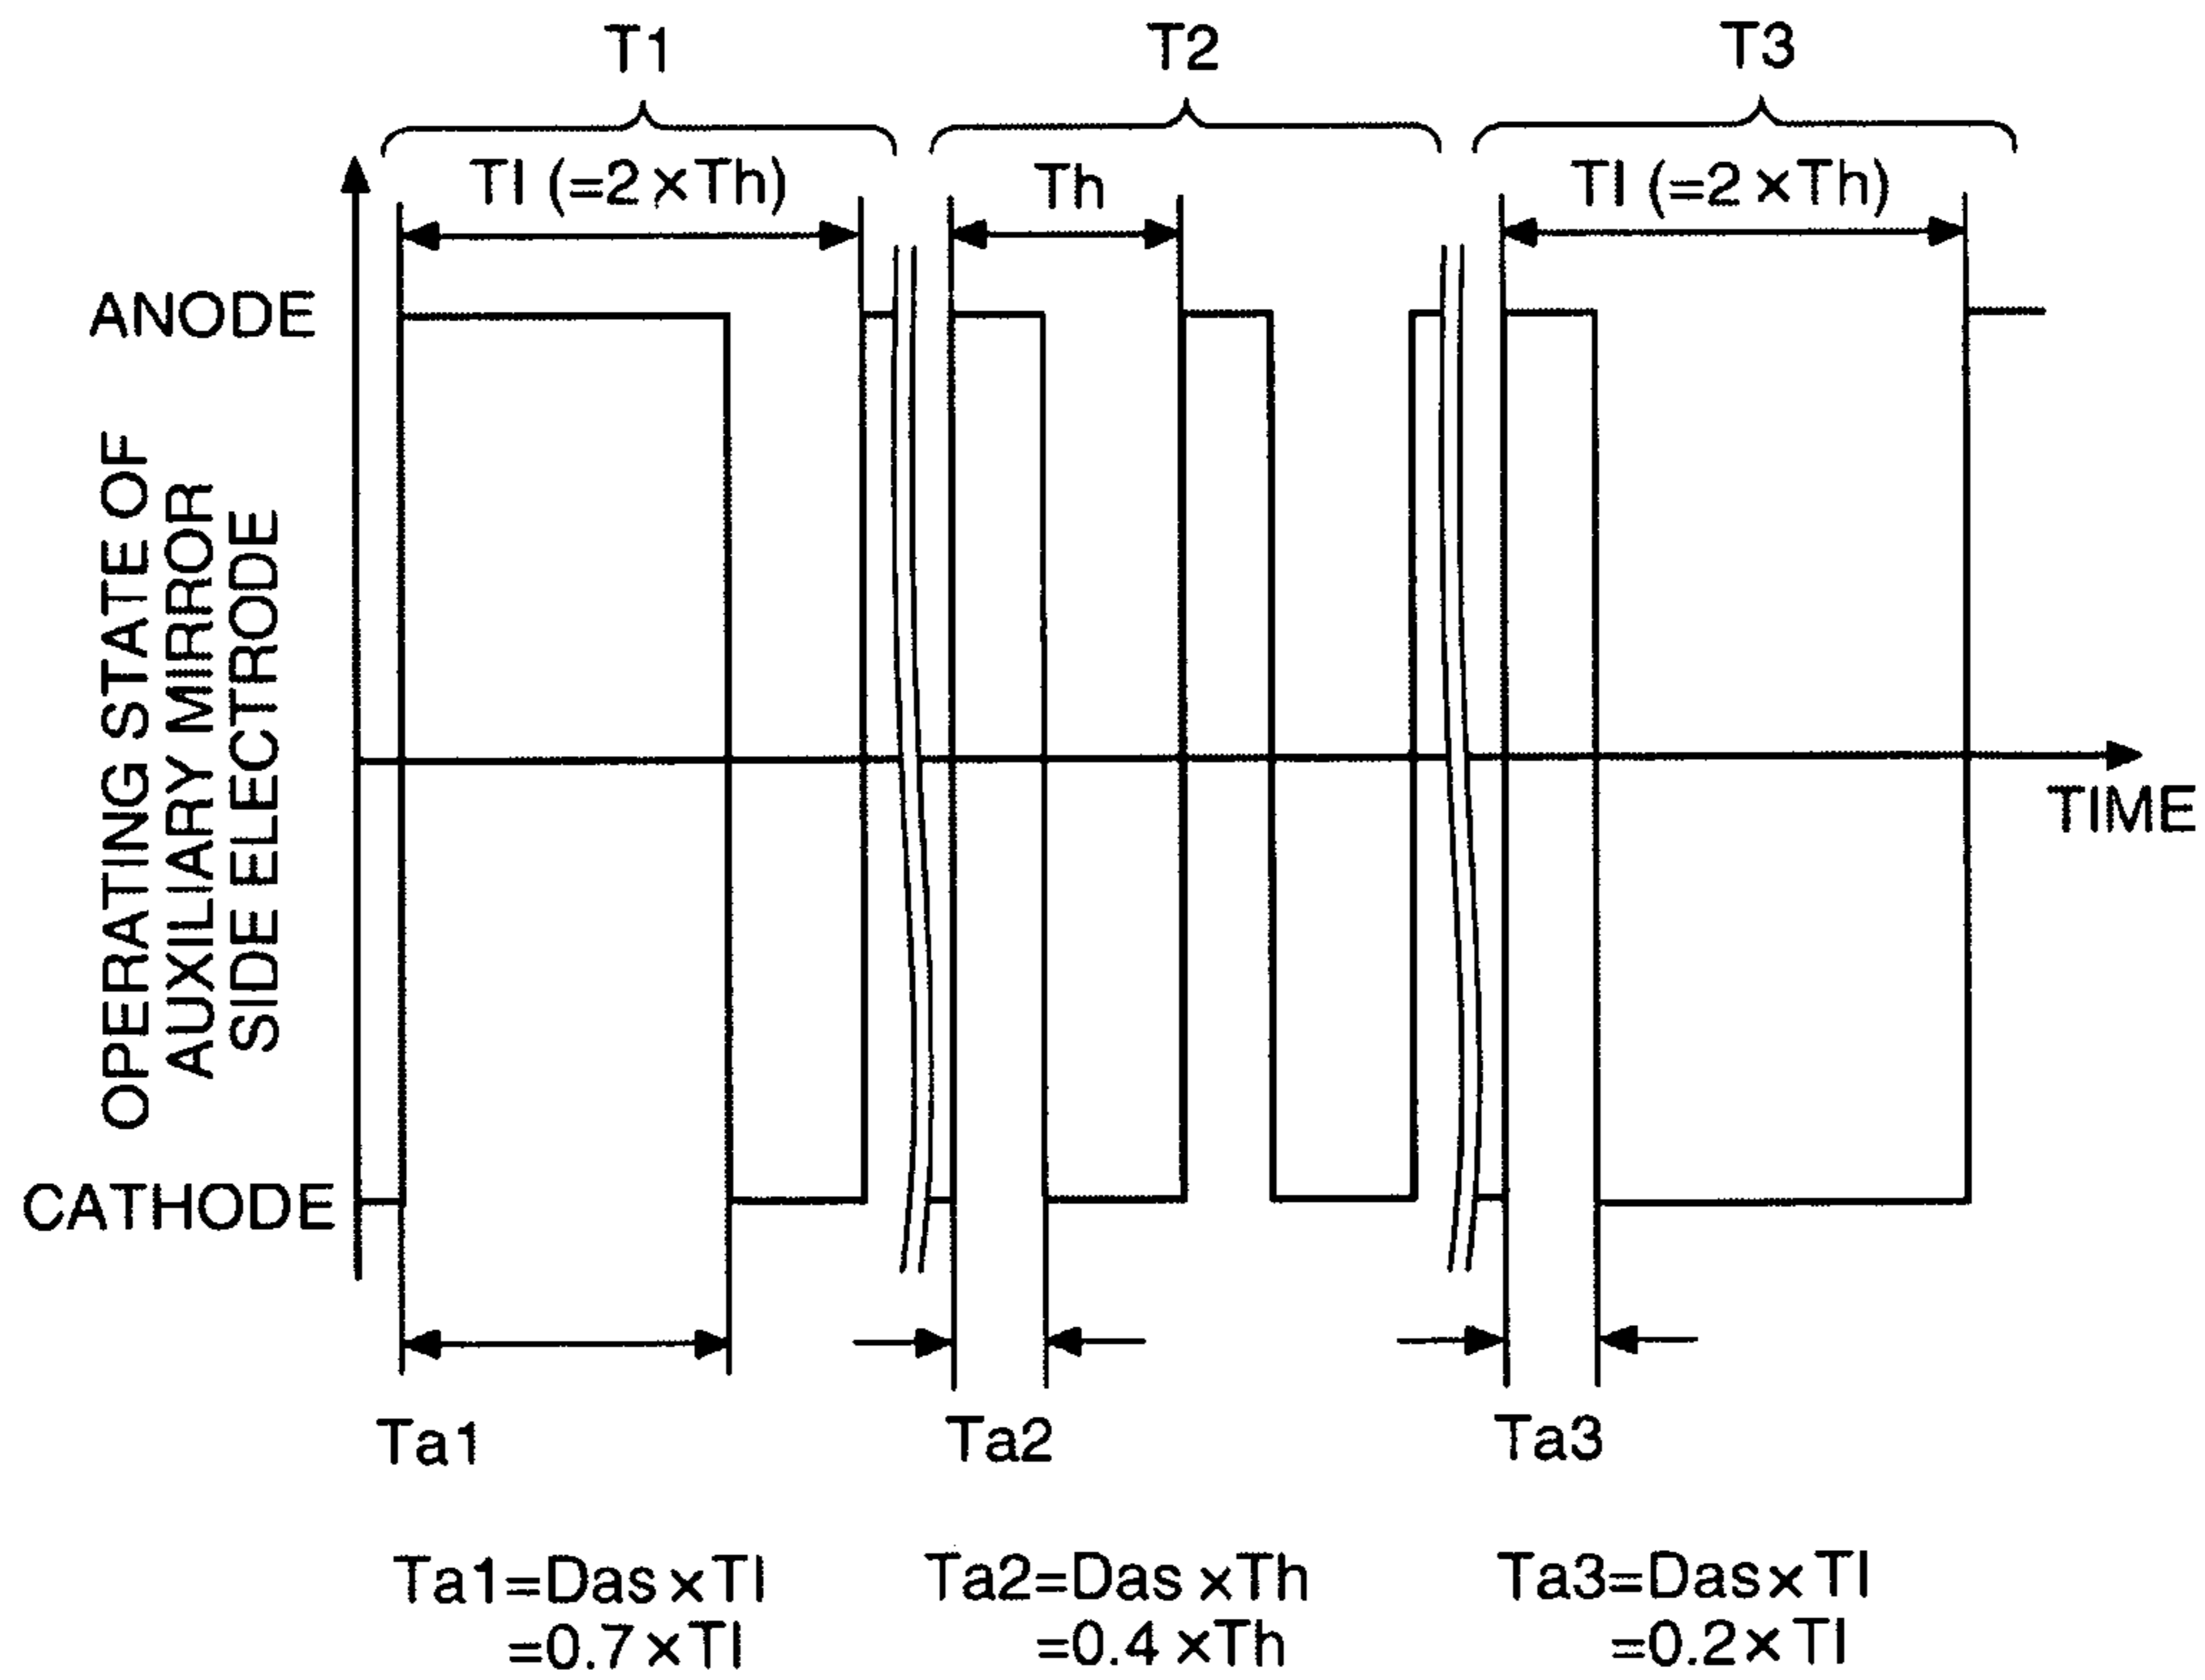 T1
T2
T3
Tl (=2×Th)
Th
Tl (=2×Th)
ANODE
OPERATING STATE OF
AUXILIARY MIRROR
SIDE ELECTRODE
TIME
CATHODE
Ta1
Ta2
Ta3
Ta1=Das×Tl
=0.7×Tl
Ta2=Das×Th
=0.4×Th
Ta3=Das×Tl
=0.2×Tl